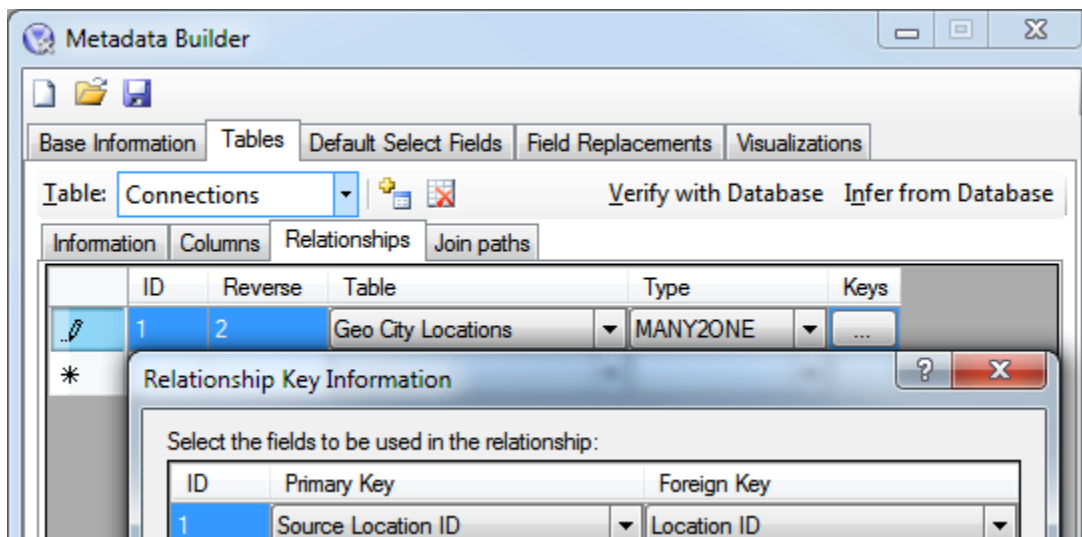 Metadata Builder
Base Information Tables Default Select Fields Field Replacements Visualizations
Table: Connections Verify with Database Infer from Database
Information Columns Relationships Join paths
ID Reverse Table Type Keys
1 2 Geo City Locations MANY2ONE ...
Relationship Key Information
Select the fields to be used in the relationship:
ID Primary Key Foreign Key
1 Source Location ID Location ID